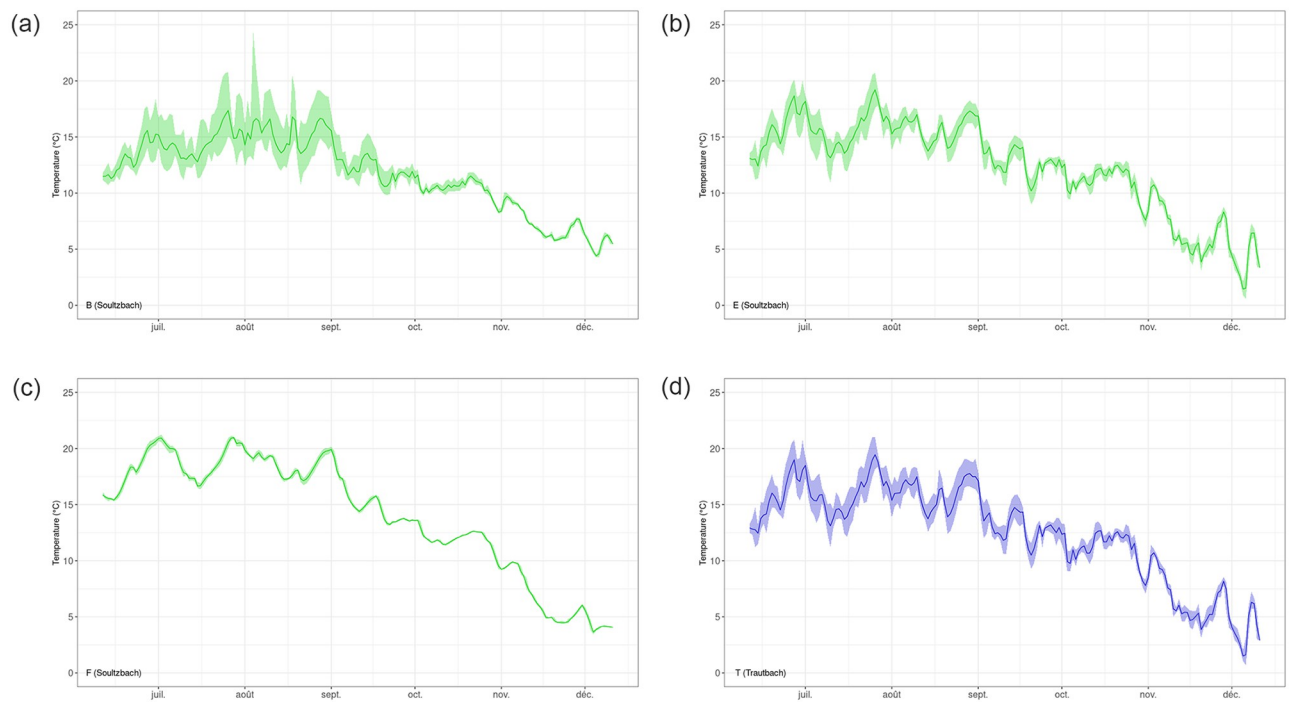 (a)
25
20
15
10
5
0
Temperature (°C)
B (Soultzbach)
juil. août sept. oct. nov. déc.
(b)
25
20
15
10
5
0
Temperature (°C)
E (Soultzbach)
juil. août sept. oct. nov. déc.
(c)
25
20
15
10
5
0
Temperature (°C)
F (Soultzbach)
juil. août sept. oct. nov. déc.
(d)
25
20
15
10
5
0
Temperature (°C)
T (Trautbach)
juil. août sept. oct. nov. déc.